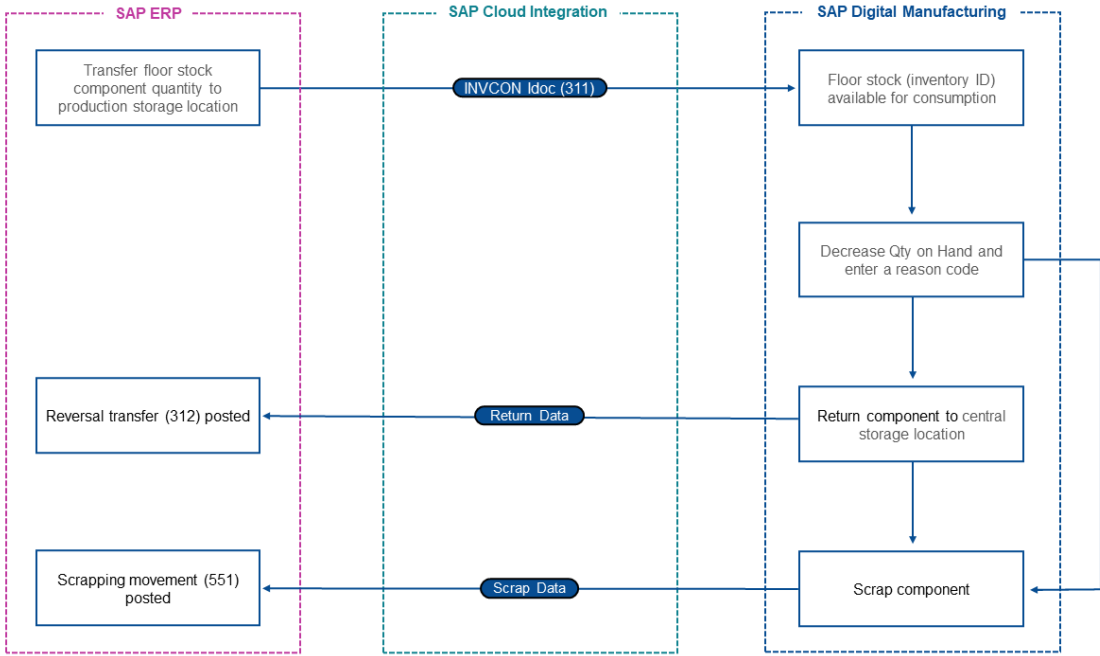 SAP ERP
SAP Cloud Integration
SAP Digital Manufacturing
Transfer floor stock
component quantity to
production storage location
INVCON Idoc (311)
Floor stock (inventory ID)
available for consumption
Decrease Qty on Hand and
enter a reason code
Reversal transfer (312) posted
Return Data
Return component to central
storage location
Scrapping movement (551)
posted
Scrap Data
Scrap component